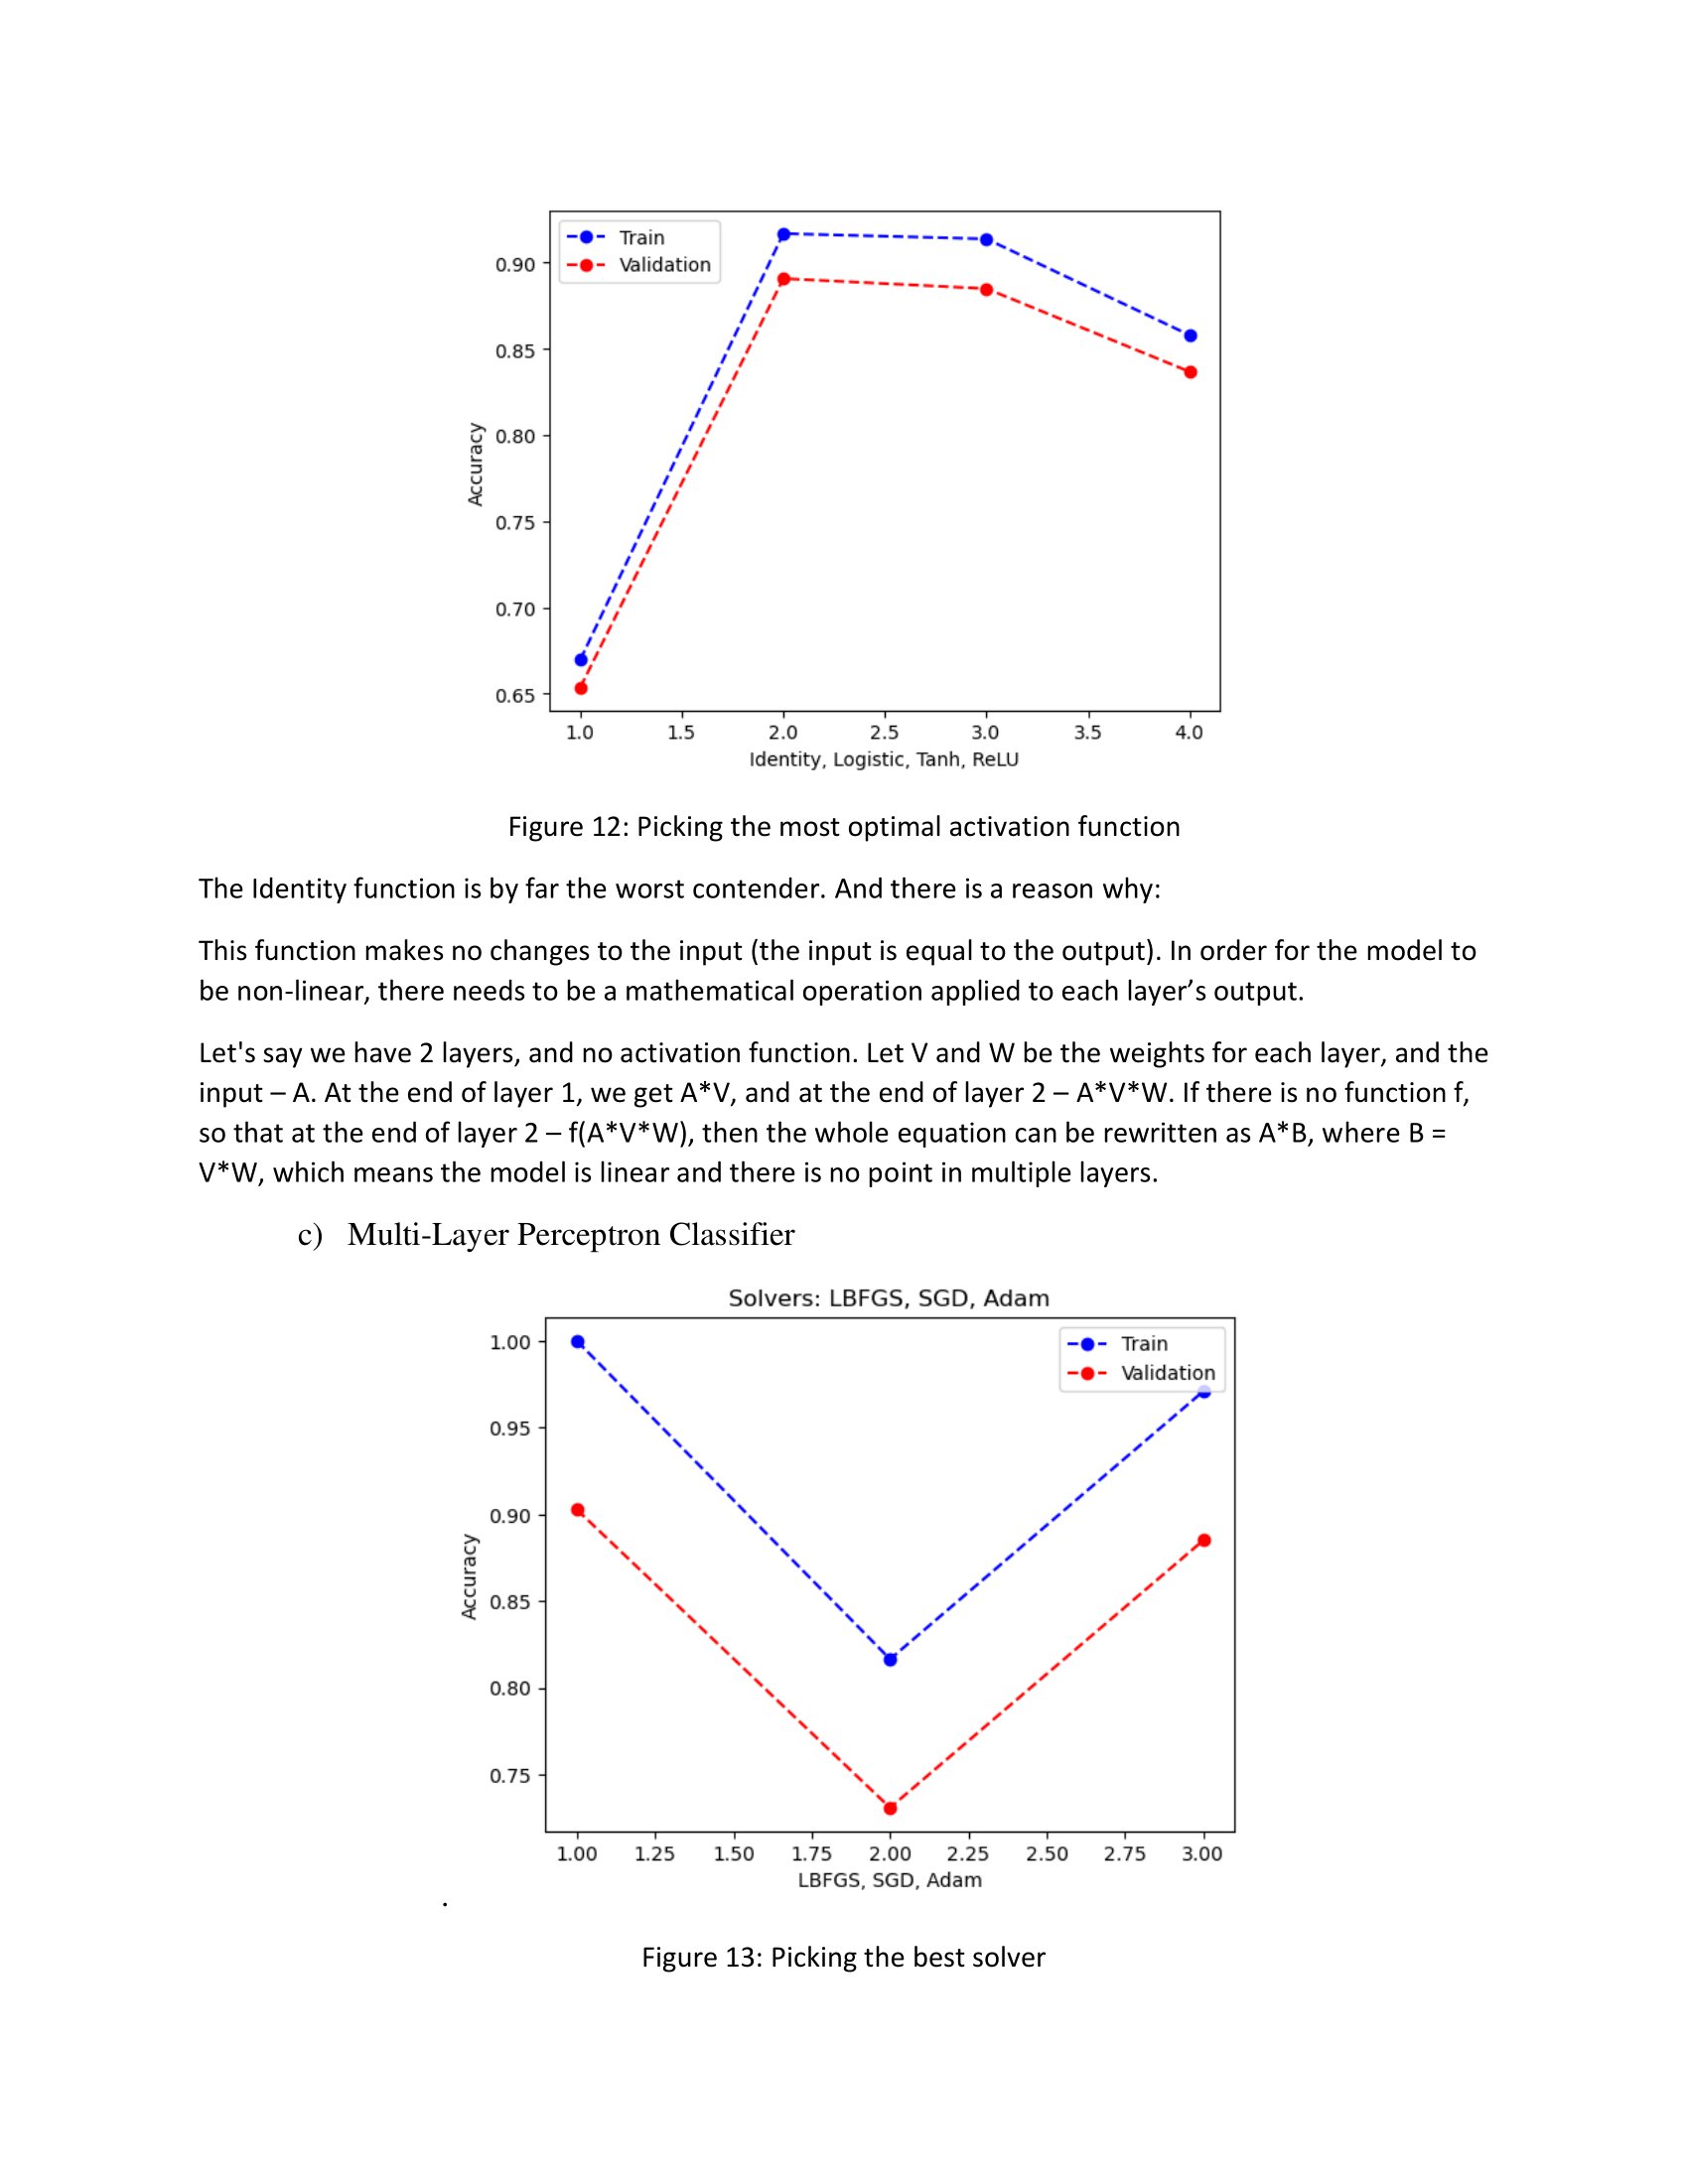 Train
Validation
0.90
0.85
0.80
0.75
0.70
0.65
Accuracy
1.0 1.5 2.0 2.5 3.0 3.5 4.0
Identity, Logistic, Tanh, ReLU
Figure 12: Picking the most optimal activation function
The Identity function is by far the worst contender. And there is a reason why:
This function makes no changes to the input (the input is equal to the output). In order for the model to
be non-linear, there needs to be a mathematical operation applied to each layer’s output.
Let's say we have 2 layers, and no activation function. Let V and W be the weights for each layer, and the
input – A. At the end of layer 1, we get A*V, and at the end of layer 2 – A*V*W. If there is no function f,
so that at the end of layer 2 – f(A*V*W), then the whole equation can be rewritten as A*B, where B =
V*W, which means the model is linear and there is no point in multiple layers.
c) Multi-Layer Perceptron Classifier
Solvers: LBFGS, SGD, Adam
Train
Validation
1.00
0.95
0.90
0.85
0.80
0.75
Accuracy
1.00 1.25 1.50 1.75 2.00 2.25 2.50 2.75 3.00
LBFGS, SGD, Adam
.
Figure 13: Picking the best solver